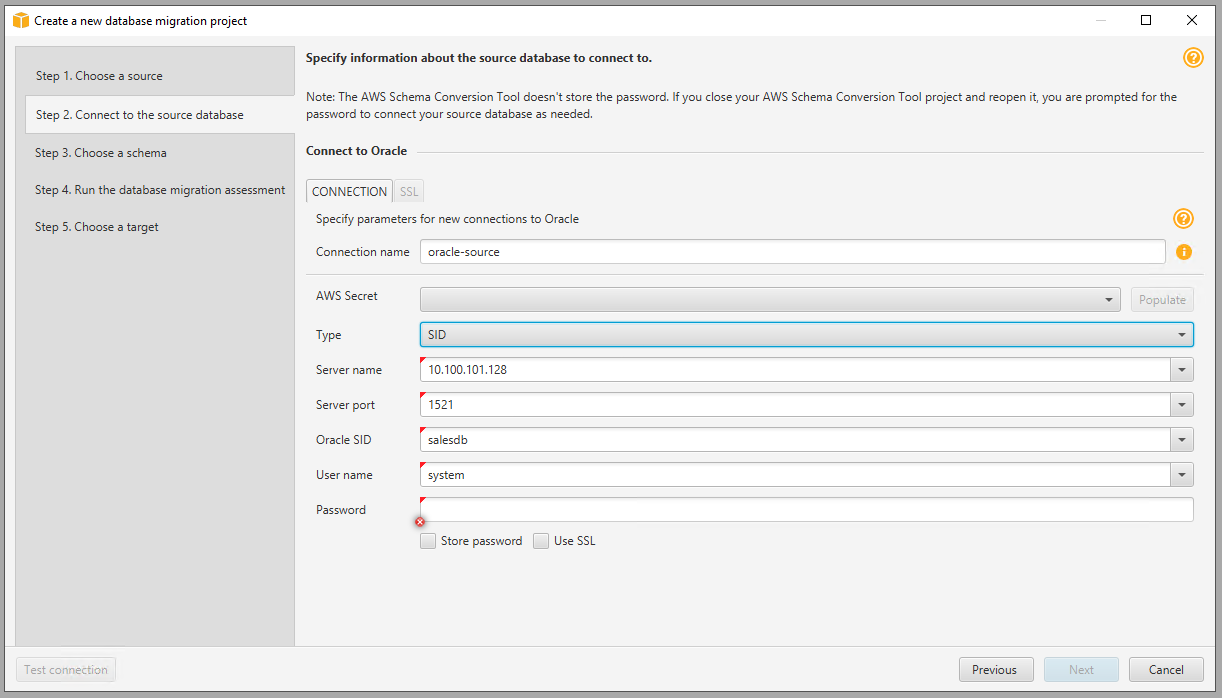 Create a new database migration project
Step 1. Choose a source
Step 2. Connect to the source database
Step 3. Choose a schema
Step 4. Run the database migration assessment
Step 5. Choose a target
Specify information about the source database to connect to.
Note: The AWS Schema Conversion Tool doesn't store the password. If you close your AWS Schema Conversion Tool project and reopen it, you are prompted for the
password to connect your source database as needed.
Connect to Oracle
CONNECTION SSL
Specify parameters for new connections to Oracle
Connection name oracle-source
AWS Secret Populate
Type SID
Server name 10.100.101.128
Server port 1521
Oracle SID salesdb
User name system
Password
Store password Use SSL
Test connection Previous Next Cancel